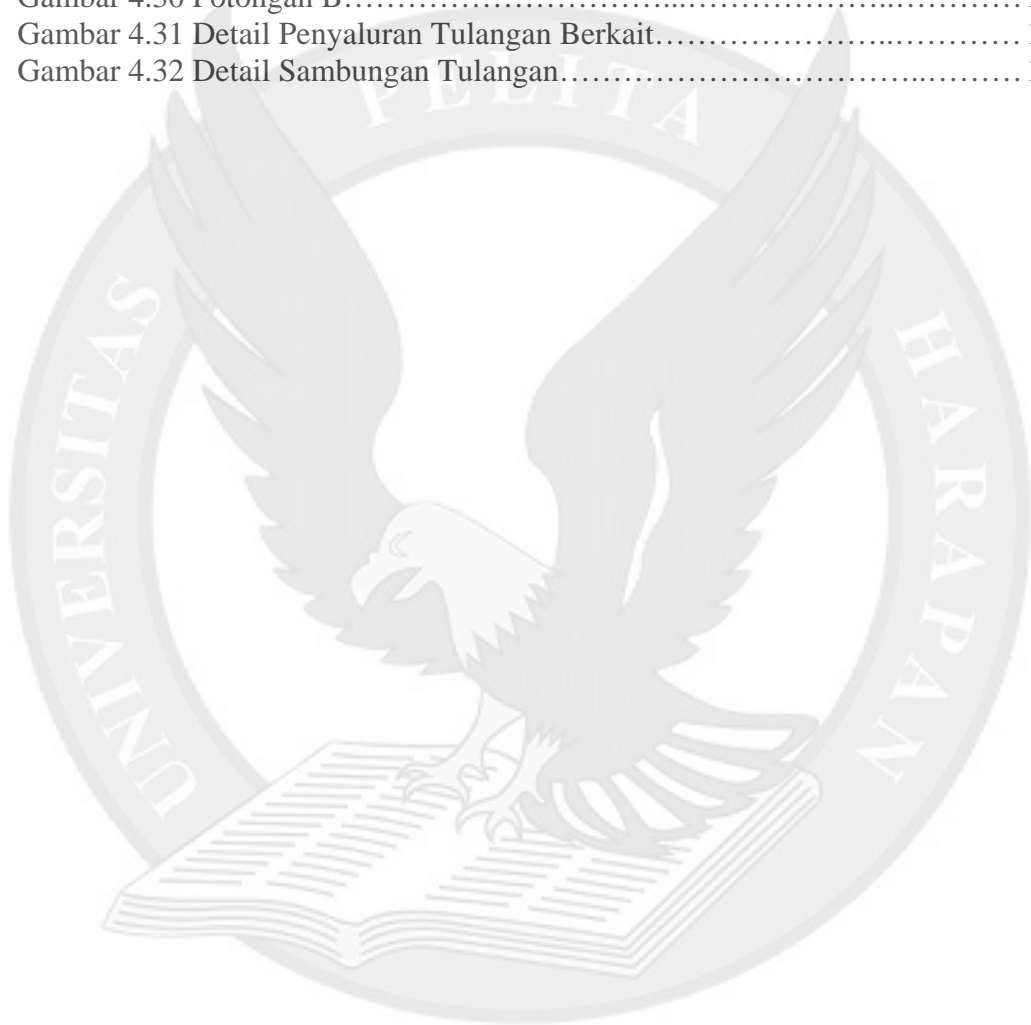 Gambar 4.30 Potongan B……………………………..………………..…………
Gambar 4.31 Detail Penyaluran Tulangan Berkait…………………..…………
Gambar 4.32 Detail Sambungan Tulangan……………………………..………
UNIVERSITAS PELITA HARAPAN